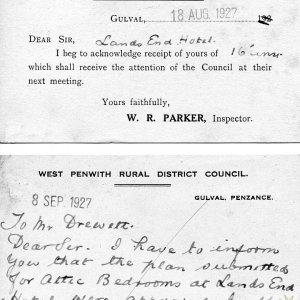 GULVAL, 18 AUG. 1927 192
DEAR SIR, Lands End Hotel.
I beg to acknowledge receipt of yours of 16" inst
which shall receive the attention of the Council at their
next meeting.
Yours faithfully,
W. R. PARKER, Inspector.
WEST PENWITH RURAL DISTRICT COUNCIL.
8 SEP 1927
GULVAL, PENZANCE.
To Mr Drewett.
Dear Sir. I have to inform
You that the plan submitted
For Attic Bedrooms at Lands End
Hotel were